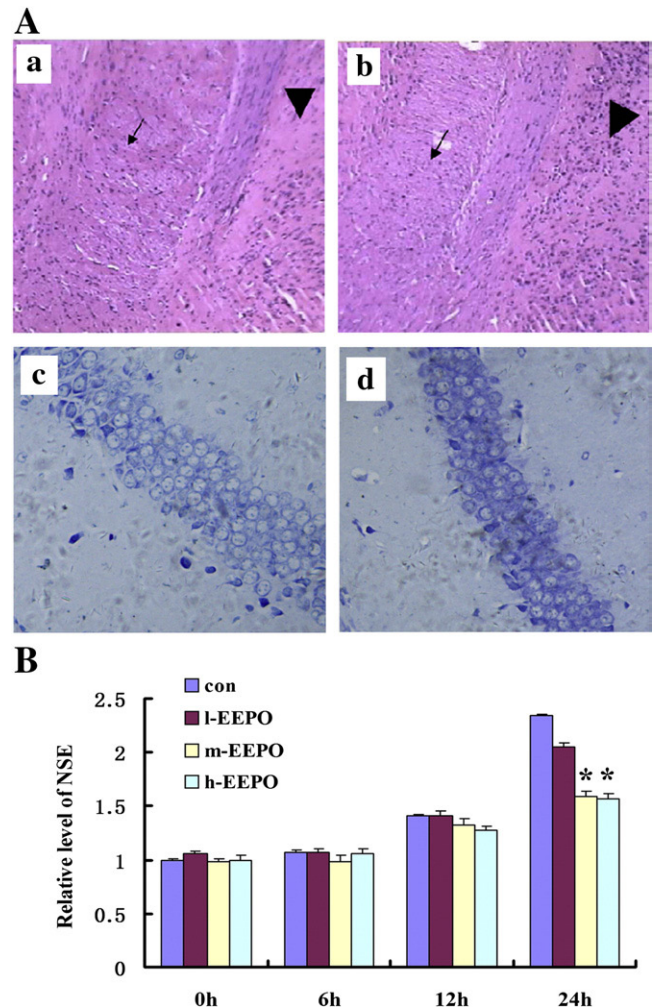 A
a
b
c
d
B
Relative level of NSE
2.5
2
1.5
1
0.5
0
con
l-EEPO
m-EEPO
h-EEPO
* *
0h 6h 12h 24h